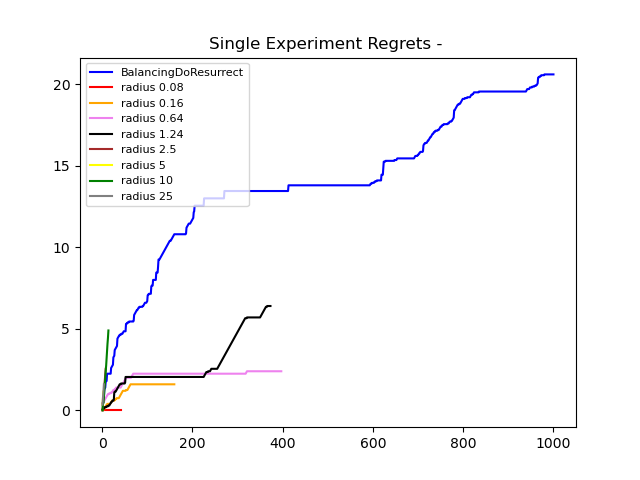 Single Experiment Regrets -
BalancingDoResurrect
radius 0.08
radius 0.16
radius 0.64
radius 1.24
radius 2.5
radius 5
radius 10
radius 25
20
15
10
5
0
0 200 400 600 800 1000